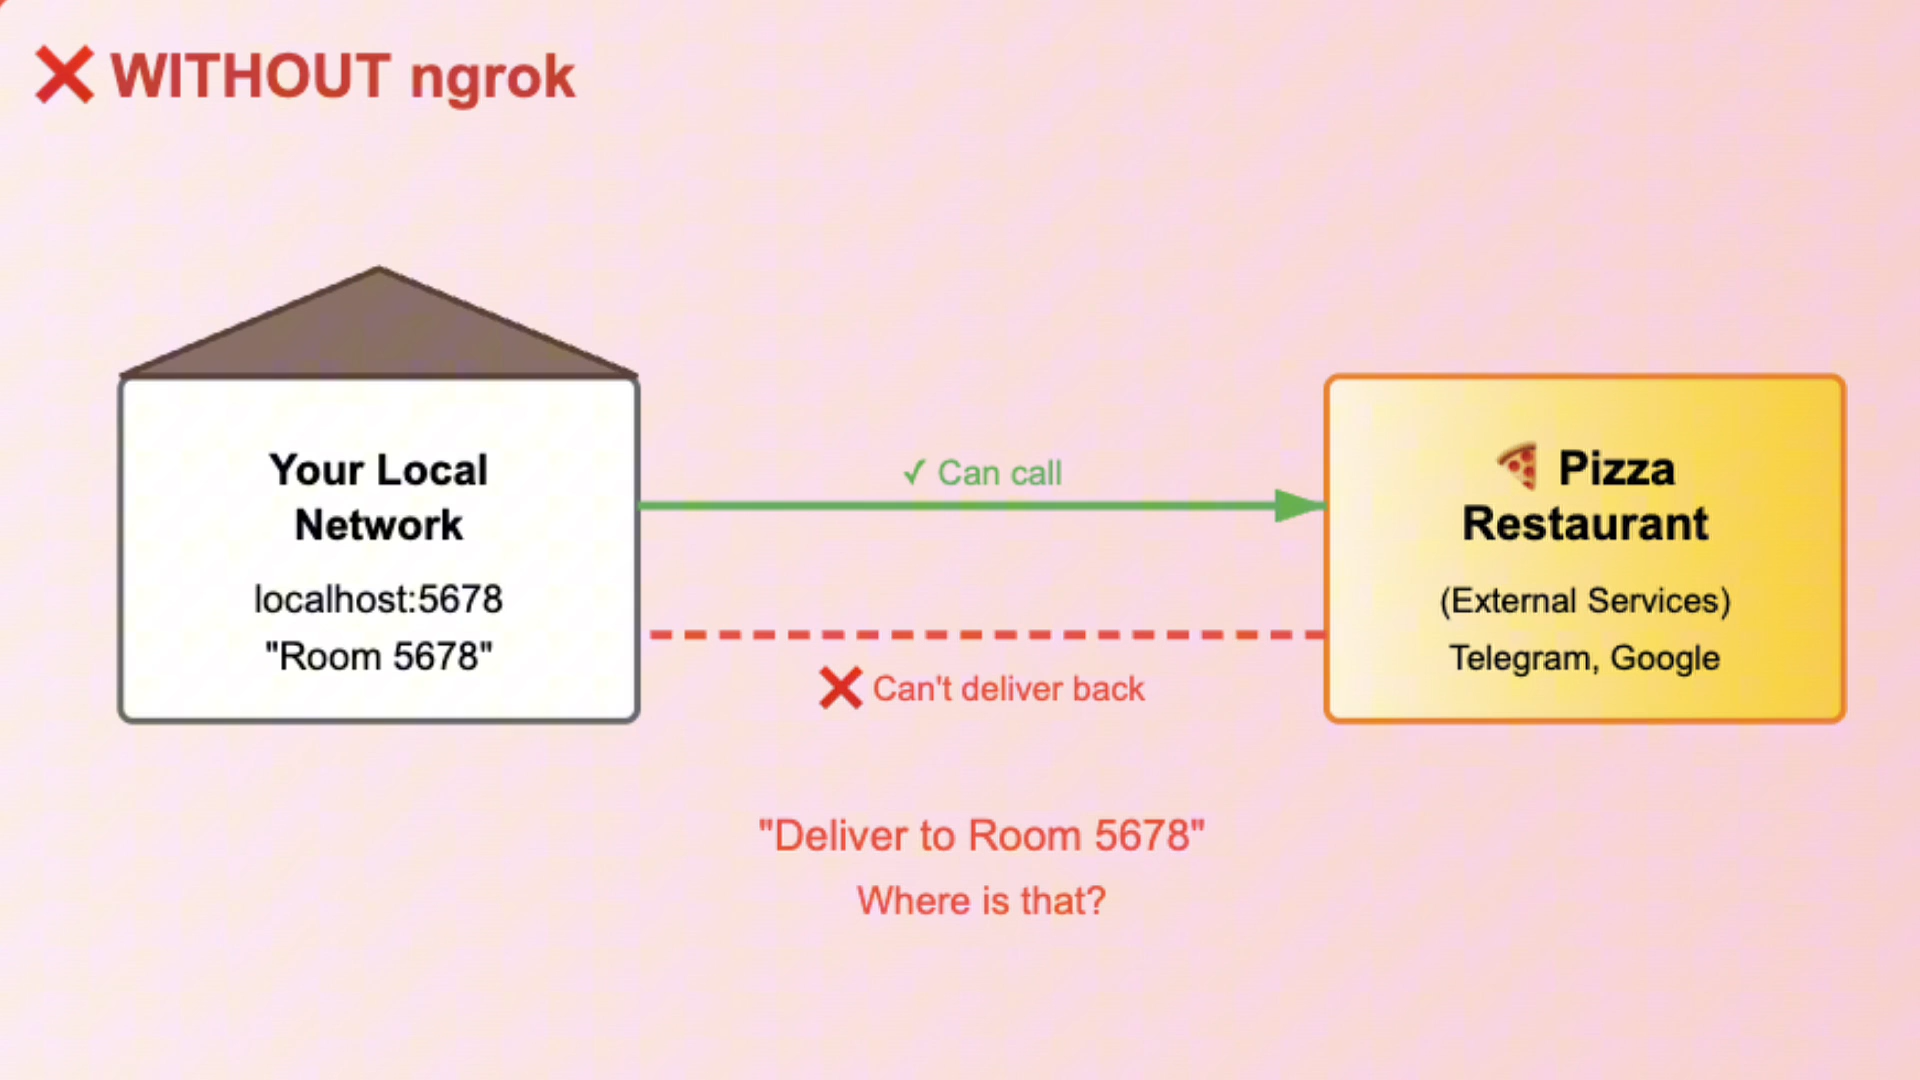 ❌ WITHOUT ngrok
Your Local
Network
localhost:5678
"Room 5678"
✓ Can call
❌ Can't deliver back
🍕 Pizza
Restaurant
(External Services)
Telegram, Google
"Deliver to Room 5678"
Where is that?